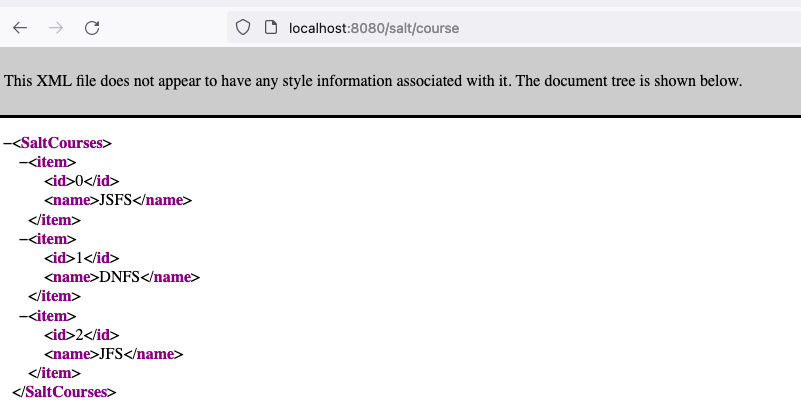 localhost:8080/salt/course
This XML file does not appear to have any style information associated with it. The document tree is shown below.
–<SaltCourses>
–<item>
<id>0</id>
<name>JSFS</name>
</item>
–<item>
<id>1</id>
<name>DNFS</name>
</item>
–<item>
<id>2</id>
<name>JFS</name>
</item>
</SaltCourses>